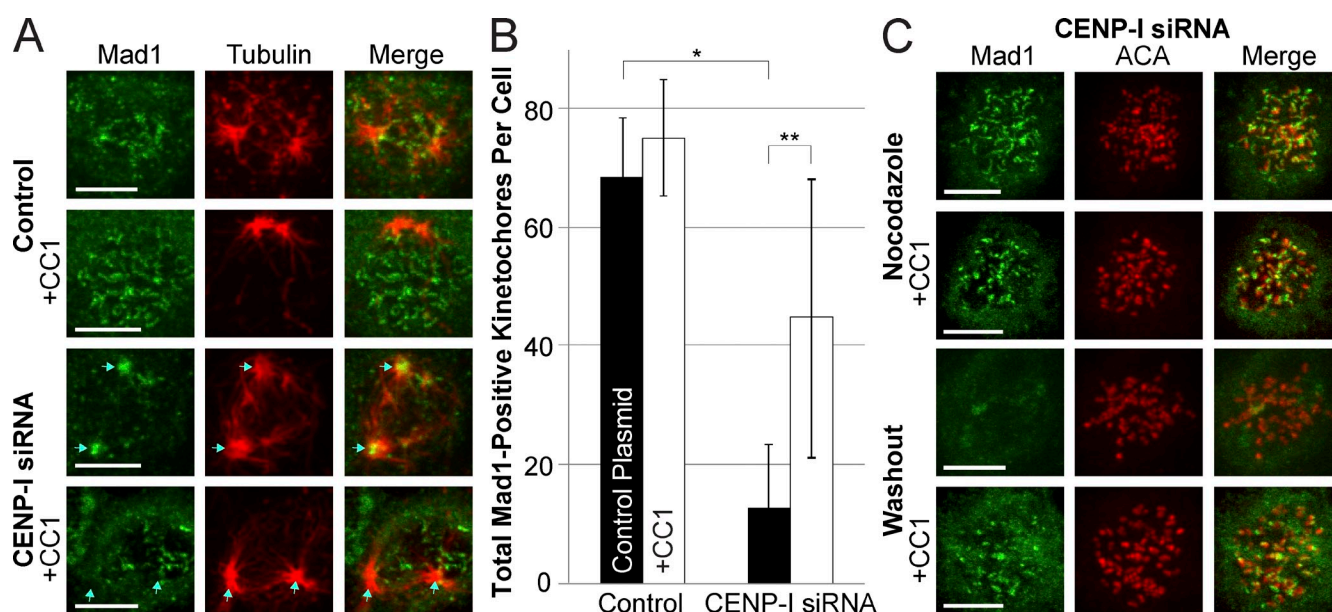 A
Mad1 Tubulin Merge
Control
+CC1
CENP-I siRNA
+CC1
B
Total Mad1-Positive Kinetochores Per Cell
80
60
40
20
0
*
**
Control Plasmid
+CC1
Control CENP-I siRNA
C
CENP-I siRNA
Mad1 ACA Merge
Nocodazole
+CC1
Washout
+CC1